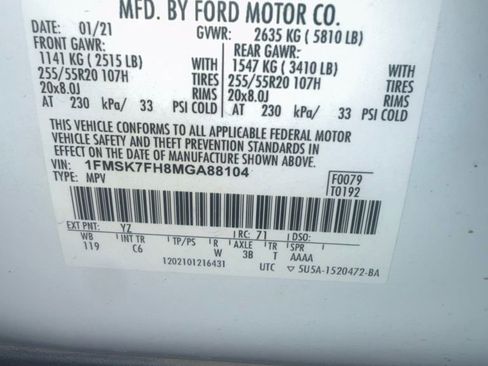 MFD. BY FORD MOTOR CO.
DATE: 01/21 GVWR: 2635 KG ( 5810 LB)
FRONT GAWR: REAR GAWR:
1141 KG ( 2515 LB) 1547 KG ( 3410 LB)
255/55R20 107H TIRES 255/55R20 107H TIRES
20x8.0J RIMS 20x8.0J RIMS
AT 230 kPa/ 33 PSI COLD AT 230 kPa/ 33 PSI COLD
THIS VEHICLE CONFORMS TO ALL APPLICABLE FEDERAL MOTOR
VEHICLE SAFETY AND THEFT PREVENTION STANDARDS IN
EFFECT ON THE DATE OF MANUFACTURE SHOWN ABOVE.
VIN: 1FMSK7FH8MGA88104 F0079
TYPE: MPV T0192
EXT PNT: YZ RC: 71 DSO:
WB INT TR TP/PS R AXLE TR SPR
119 C6 W 3B T AAAA
1202101216431 UTC ▽ 5U5A-1520472-BA